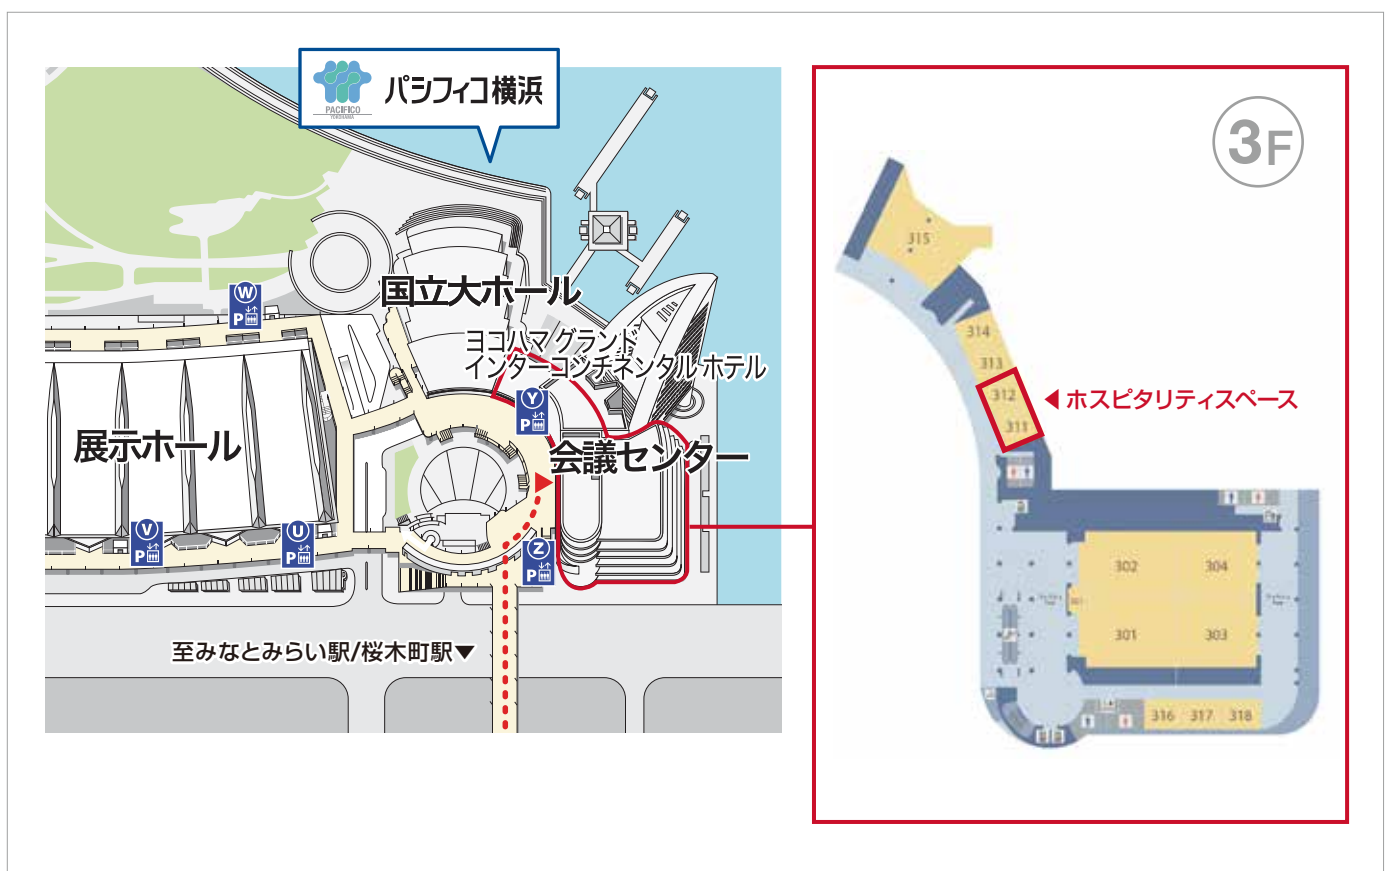 パシフィコ横浜
PACIFICO
YOKOHAMA
国立大ホール
ヨコハマ グランド
インターコンチネンタル ホテル
展示ホール
会議センター
W
P
Y
P
V
P
U
P
Z
P
至みなとみらい駅/桜木町駅▼
3F
315
314
313
312
311
◀ ホスピタリティスペース
302
304
301
303
316
317
318